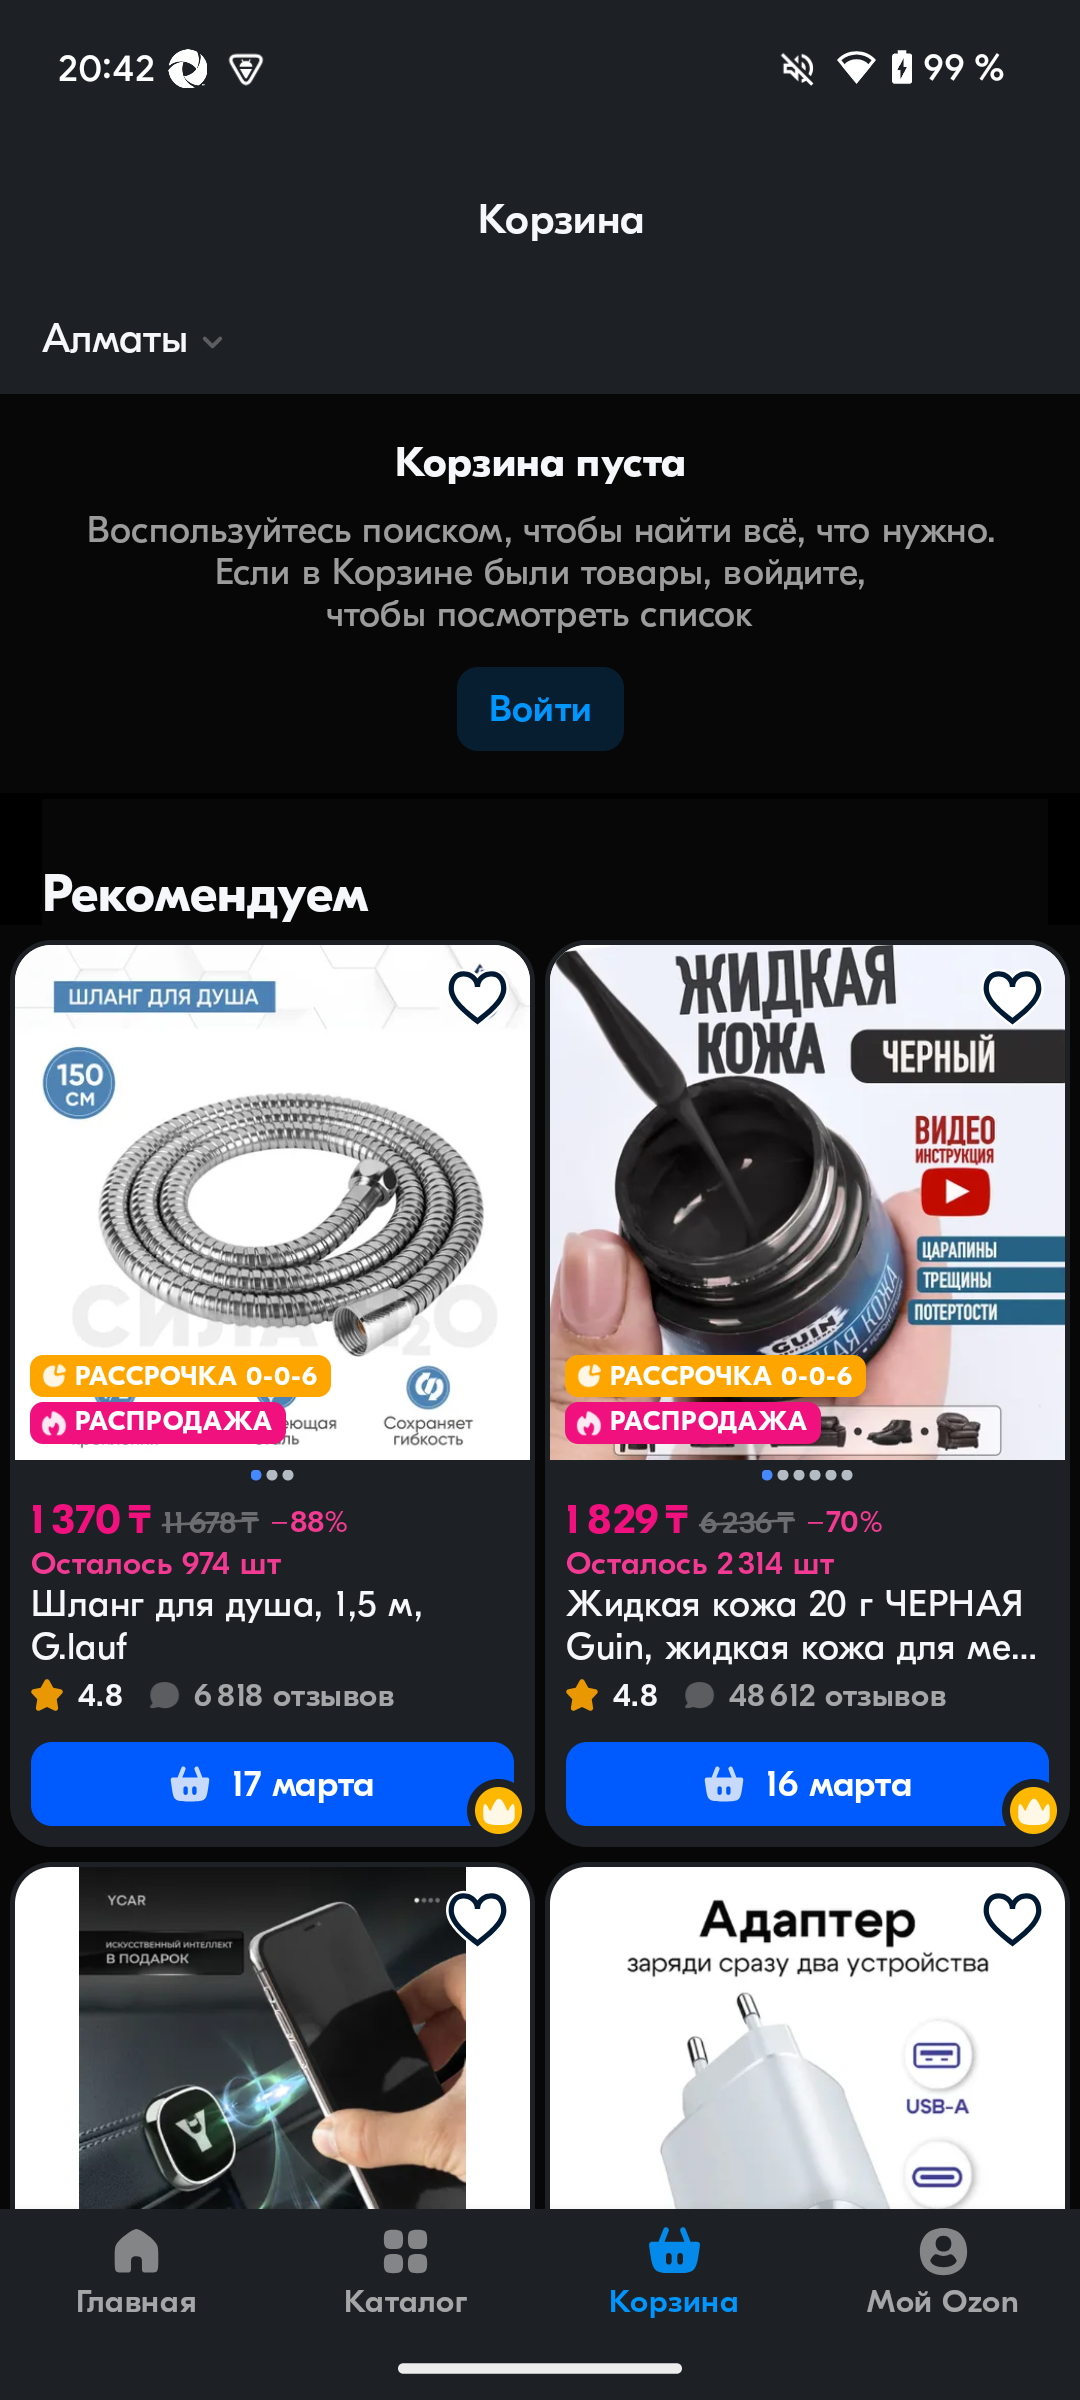 20:42
99 %
Корзина
Алматы
Корзина пуста
Воспользуйтесь поиском, чтобы найти всё, что нужно.
Если в Корзине были товары, войдите,
чтобы посмотреть список
Войти
Рекомендуем
ШЛАНГ ДЛЯ ДУША
150
СМ
СИЛА H₂O
РАССРОЧКА 0-0-6
РАСПРОДАЖА
Сохраняет
гибкость
1 370 ₸ 11 678 ₸ −88%
Осталось 974 шт
Шланг для душа, 1,5 м,
G.lauf
4.8 6 818 отзывов
17 марта
ЖИДКАЯ
КОЖА
ЧЕРНЫЙ
ВИДЕО
ИНСТРУКЦИЯ
ЦАРАПИНЫ
ТРЕЩИНЫ
ПОТЕРТОСТИ
GUIN
РАССРОЧКА 0-0-6
РАСПРОДАЖА
1 829 ₸ 6 236 ₸ −70%
Осталось 2 314 шт
Жидкая кожа 20 г ЧЕРНАЯ
Guin, жидкая кожа для ме...
4.8 48 612 отзывов
16 марта
YCAR
ИСКУССТВЕННЫЙ ИНТЕЛЛЕКТ
В ПОДАРОК
Адаптер
заряди сразу два устройства
USB-A
Главная
Каталог
Корзина
Мой Ozon